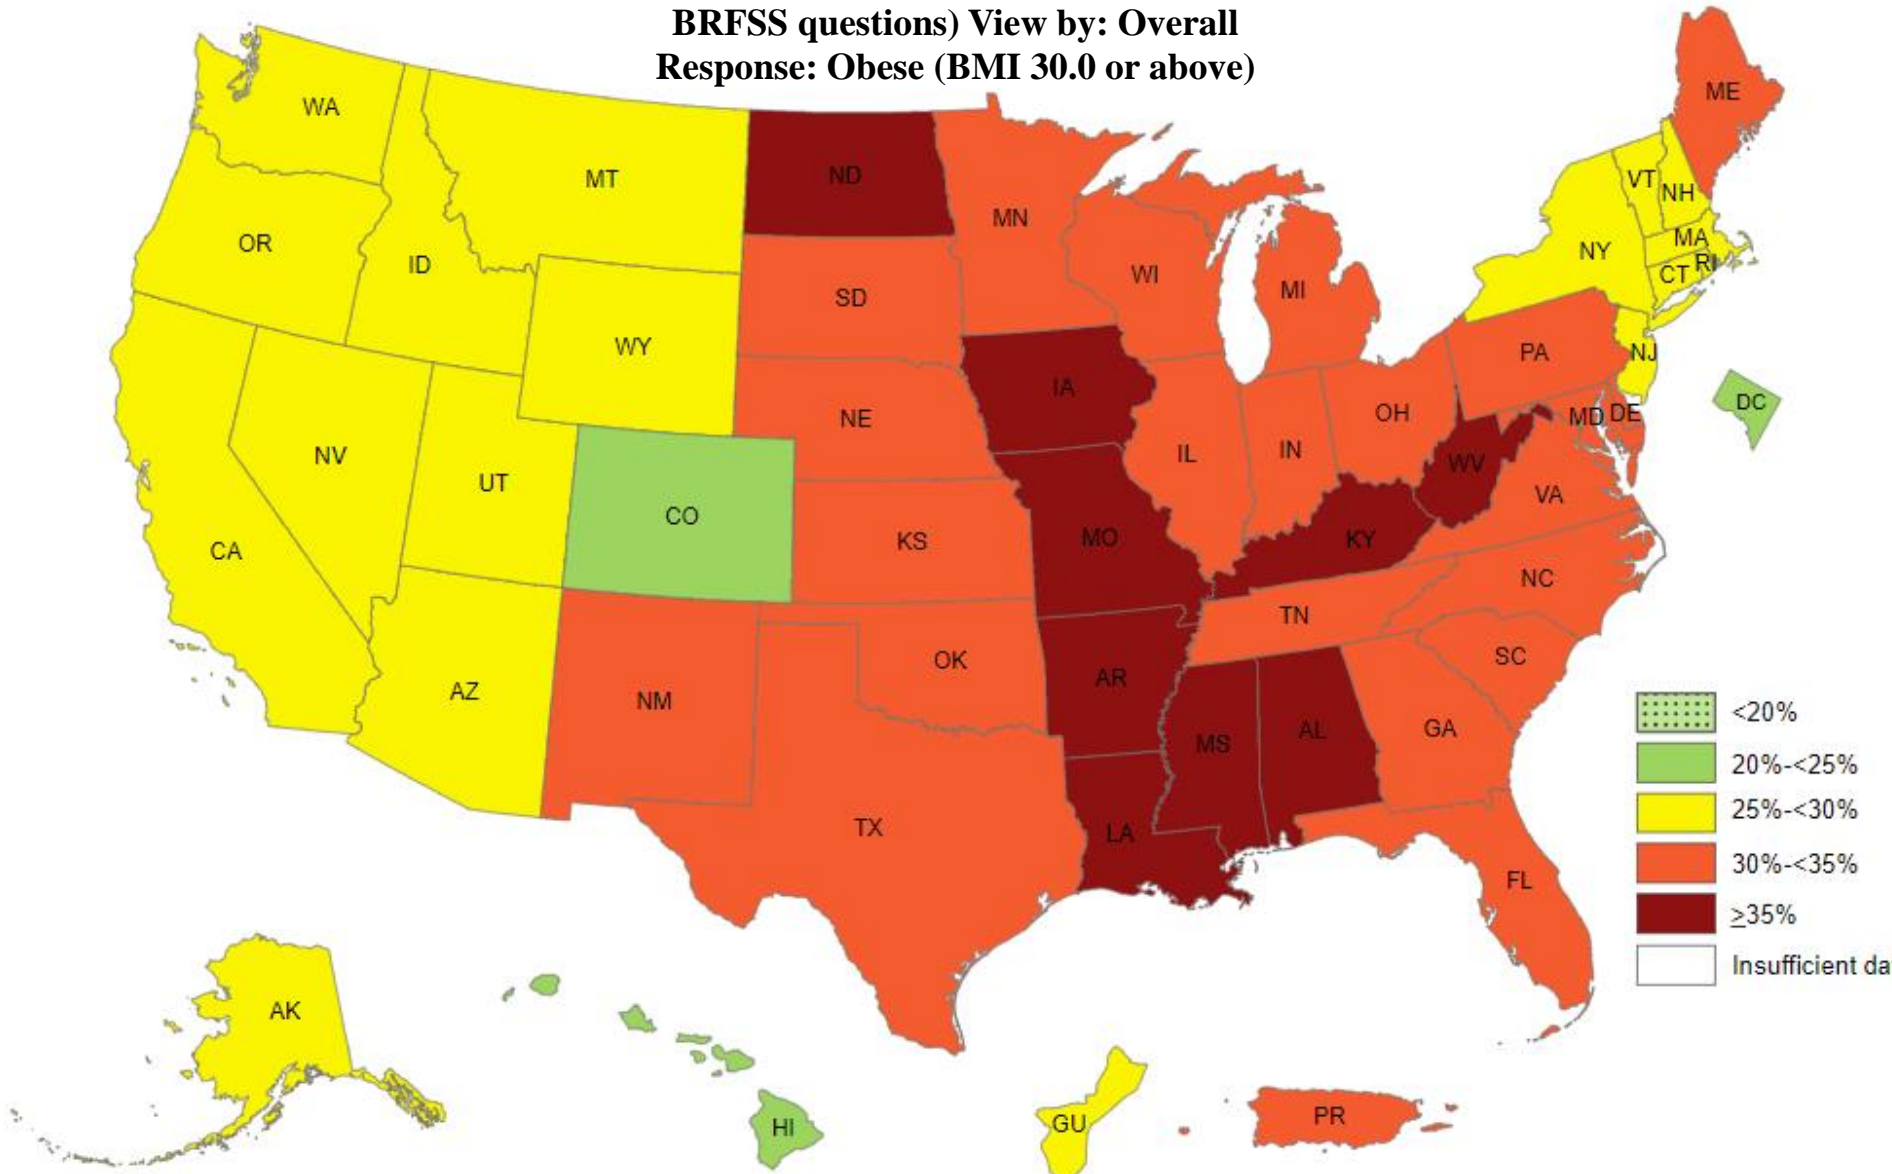 BRFSS questions) View by: Overall
Response: Obese (BMI 30.0 or above)
WA
MT
ND
MN
ME
VT
NH
OR
ID
SD
WI
MI
NY
MA
CT
RI
WY
IA
PA
NJ
NE
OH
MD
DE
DC
NV
UT
CO
IL
IN
WV
VA
CA
KS
MO
KY
NC
TN
AZ
NM
OK
AR
SC
MS
AL
GA
TX
LA
FL
<20%
20%-<25%
25%-<30%
30%-<35%
≥35%
Insufficient da
AK
HI
GU
PR